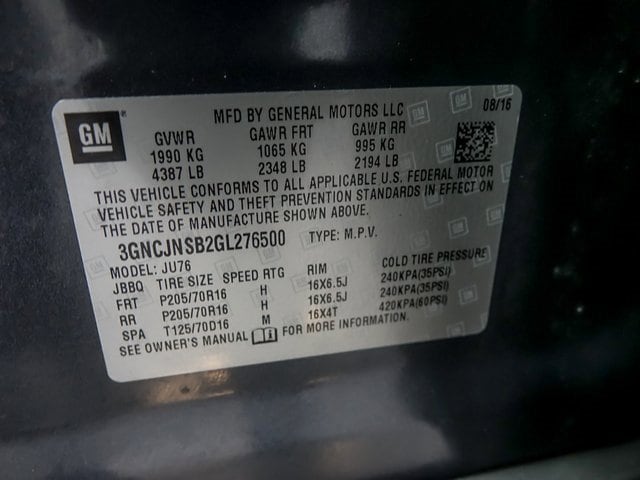 MFD BY GENERAL MOTORS LLC 08/16
GM
GVWR GAWR FRT GAWR RR
1990 KG 1065 KG 995 KG
4387 LB 2348 LB 2194 LB
THIS VEHICLE CONFORMS TO ALL APPLICABLE U.S. FEDERAL MOTOR
VEHICLE SAFETY AND THEFT PREVENTION STANDARDS IN EFFECT ON
THE DATE OF MANUFACTURE SHOWN ABOVE.
3GNCJNSB2GL276500 TYPE: M.P.V.
MODEL: JU76
JBBQ TIRE SIZE SPEED RTG RIM COLD TIRE PRESSURE
FRT P205/70R16 H 16X6.5J 240KPA(35PSI)
RR P205/70R16 H 16X6.5J 240KPA(35PSI)
SPA T125/70D16 M 16X4T 420KPA(60PSI)
SEE OWNER'S MANUAL FOR MORE INFORMATION.